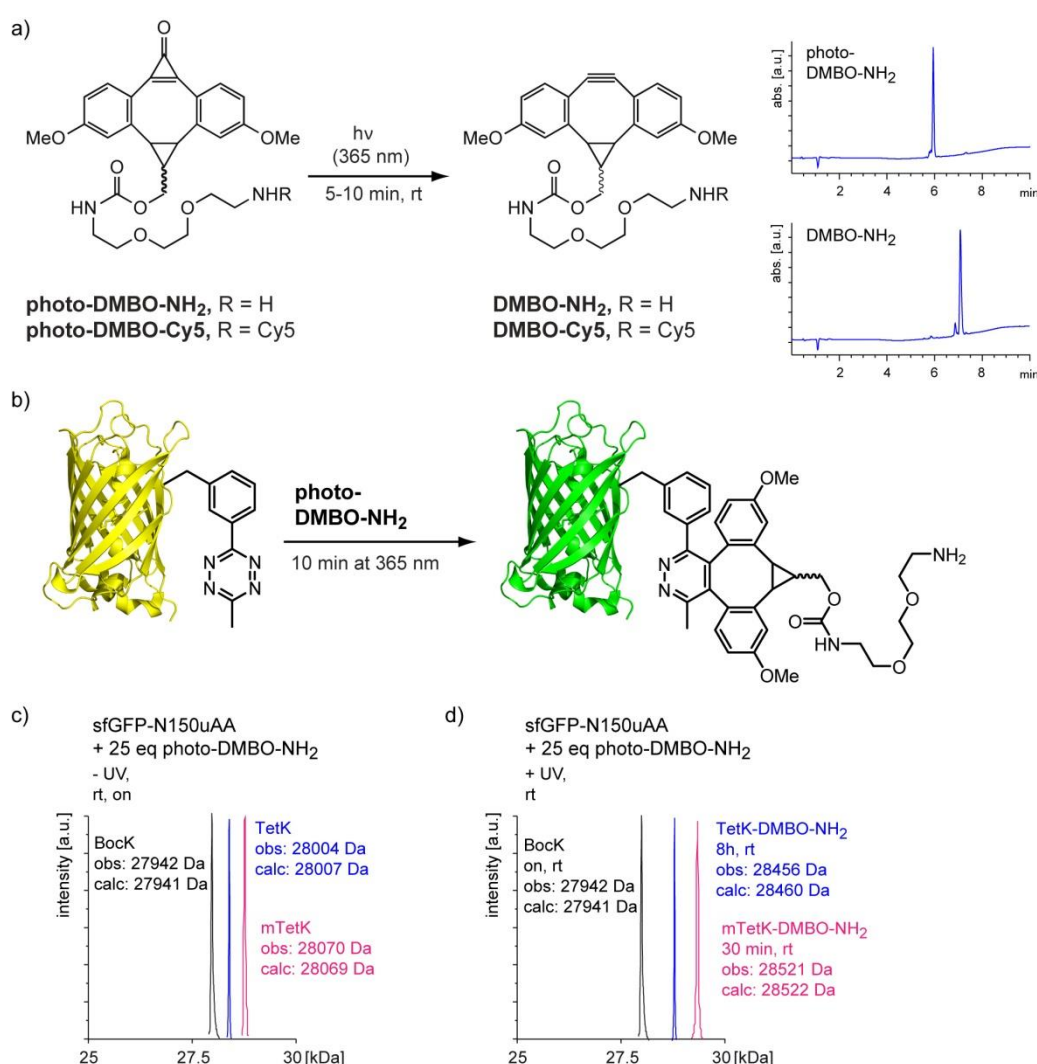 a)
O
MeO
OMe
O
HN
O
O
O
NHR
hν
(365 nm)
5-10 min, rt
MeO
OMe
O
HN
O
O
O
NHR
photo-DMBO-NH2, R = H
photo-DMBO-Cy5, R = Cy5
DMBO-NH2, R = H
DMBO-Cy5, R = Cy5
photo-
DMBO-NH2
abs. [a.u.]
2 4 6 8 min
DMBO-NH2
abs. [a.u.]
2 4 6 8 min
b)
N N
N N
photo-
DMBO-NH2
10 min at 365 nm
OMe
N
N
OMe
O
O
HN
O
O
NH2
c)
sfGFP-N150uAA
+ 25 eq photo-DMBO-NH2
- UV,
rt, on
intensity [a.u.]
BocK
obs: 27942 Da
calc: 27941 Da
TetK
obs: 28004 Da
calc: 28007 Da
mTetK
obs: 28070 Da
calc: 28069 Da
25 27.5 30 [kDa]
d)
sfGFP-N150uAA
+ 25 eq photo-DMBO-NH2
+ UV,
rt
intensity [a.u.]
BocK
on, rt
obs: 27942 Da
calc: 27941 Da
TetK-DMBO-NH2
8h, rt
obs: 28456 Da
calc: 28460 Da
mTetK-DMBO-NH2
30 min, rt
obs: 28521 Da
calc: 28522 Da
25 27.5 30 [kDa]